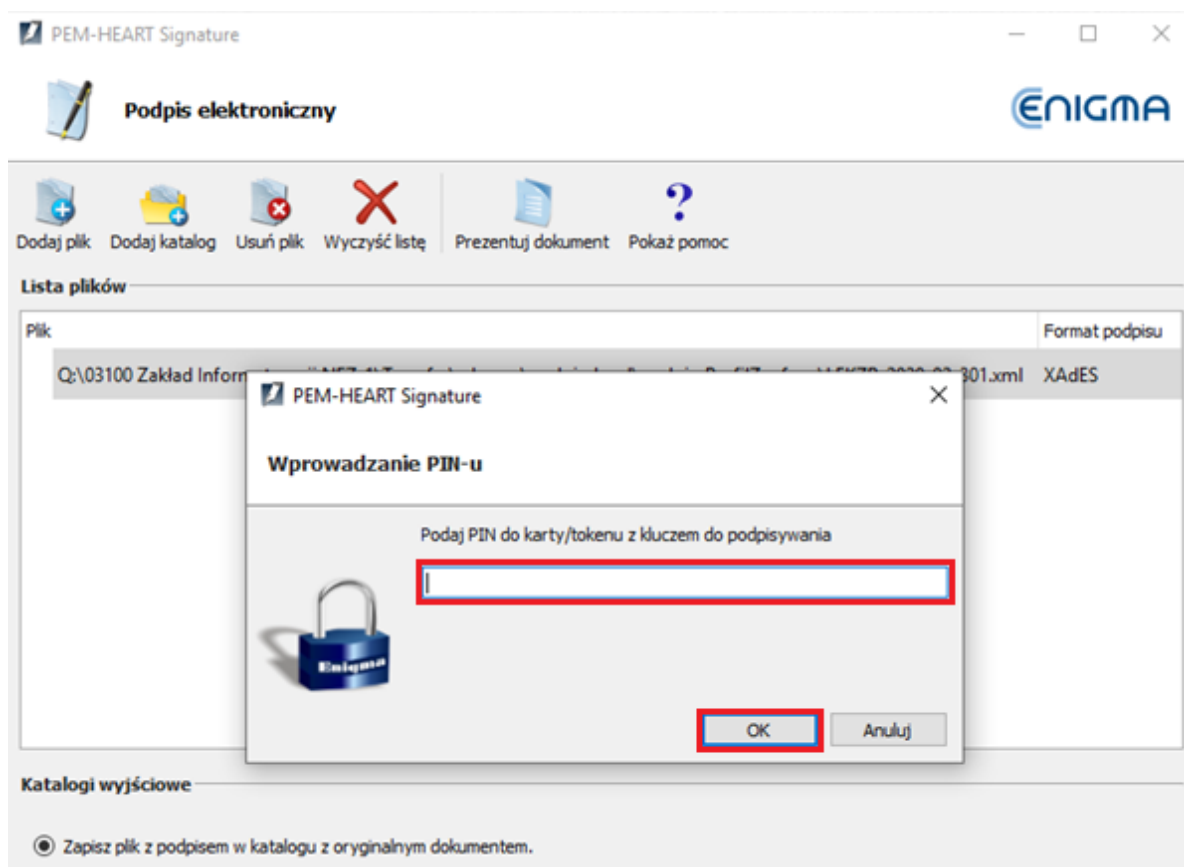 PEM-HEART Signature
Podpis elektroniczny
ENIGMA
Dodaj plik Dodaj katalog Usuń plik Wyczyść listę Prezentuj dokument Pokaż pomoc
Lista plików
Plik Format podpisu
Q:\03100 Zakład 801.xml XAdES
PEM-HEART Signature
Wprowadzanie PIN-u
Podaj PIN do karty/tokenu z kluczem do podpisywania
Enigma
OK Anuluj
Katalogi wyjściowe
Zapisz plik z podpisem w katalogu z oryginalnym dokumentem.